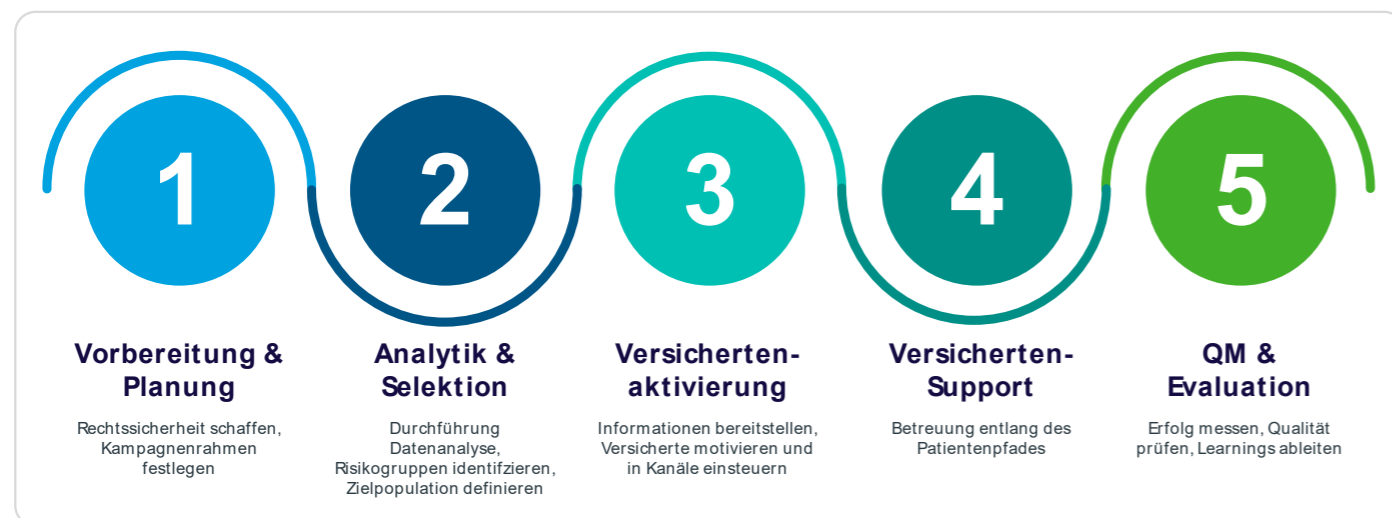 1
2
3
4
5
Vorbereitung &
Planung
Rechtssicherheit schaffen,
Kampagnenrahmen
festlegen
Analytik &
Selektion
Durchführung
Datenanalyse,
Risikogruppen identifzieren,
Zielpopulation definieren
Versicherten-
aktivierung
Informationen bereitstellen,
Versicherte motivieren und
in Kanäle einsteuern
Versicherten-
Support
Betreuung entlang des
Patientenpfades
QM &
Evaluation
Erfolg messen, Qualität
prüfen, Learnings ableiten